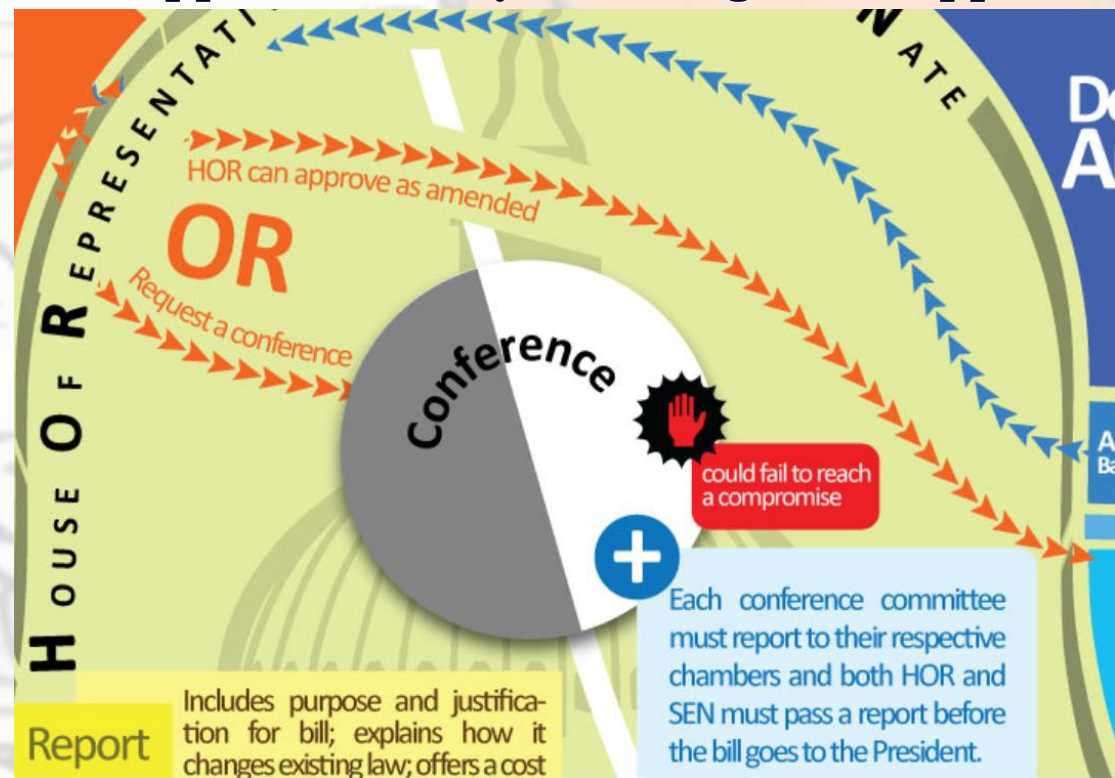 HOUSE OF REPRESENTATI
NATE
HOR can approve as amended
OR
Request a conference
Conference
could fail to reach
a compromise
Each conference committee
must report to their respective
chambers and both HOR and
SEN must pass a report before
the bill goes to the President.
Report
Includes purpose and justifica-
tion for bill; explains how it
changes existing law; offers a cost